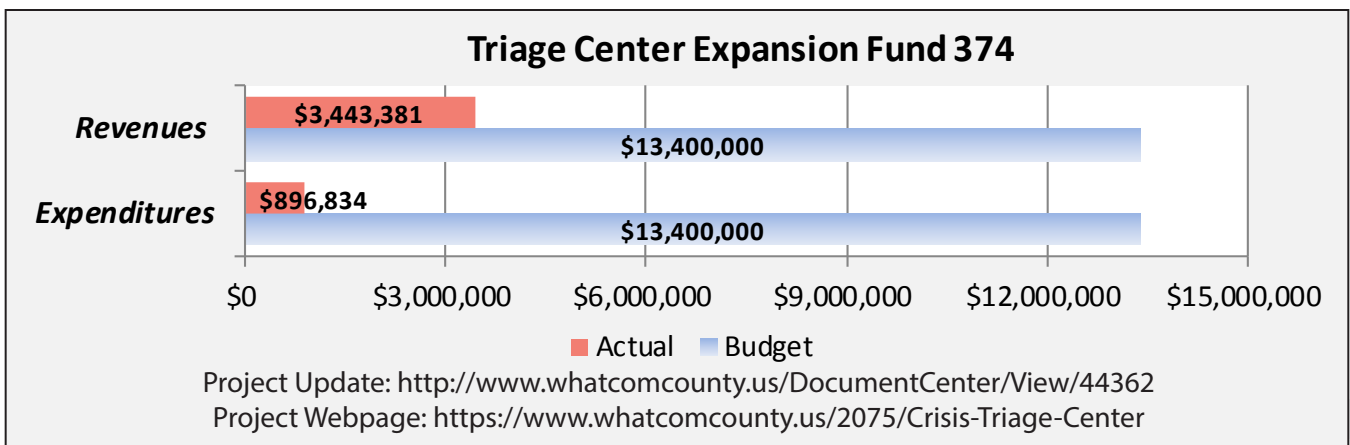 Triage Center Expansion Fund 374
Revenues
$3,443,381
$13,400,000
Expenditures
$896,834
$13,400,000
$0 $3,000,000 $6,000,000 $9,000,000 $12,000,000 $15,000,000
Actual Budget
Project Update: http://www.whatcomcounty.us/DocumentCenter/View/44362
Project Webpage: https://www.whatcomcounty.us/2075/Crisis-Triage-Center